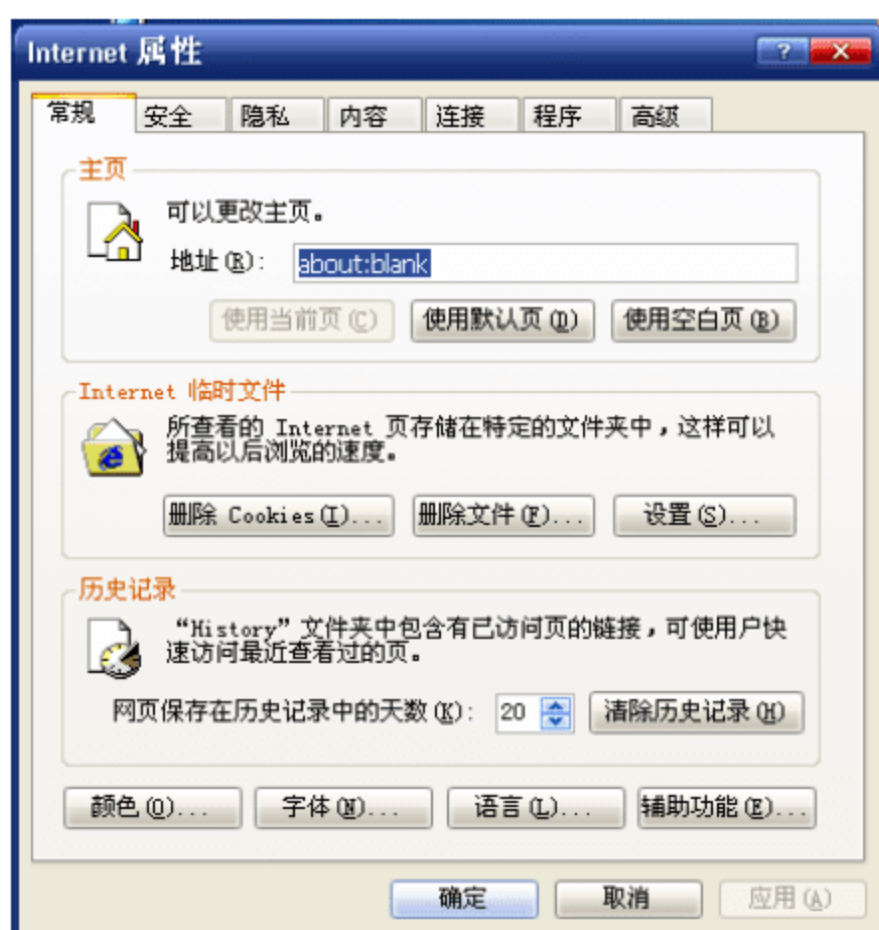 Internet 属性
常规 安全 隐私 内容 连接 程序 高级
主页
可以更改主页。
地址(R): about:blank
使用当前页(C) 使用默认页(D) 使用空白页(B)
Internet 临时文件
所查看的 Internet 页存储在特定的文件夹中，这样可以
提高以后浏览的速度。
删除 Cookies(I)... 删除文件(F)... 设置(S)...
历史记录
“History”文件夹中包含有已访问页的链接，可使用户快
速访问最近查看过的页。
网页保存在历史记录中的天数(K): 20 清除历史记录(H)
颜色(O)... 字体(N)... 语言(L)... 辅助功能(E)...
确定 取消 应用(A)